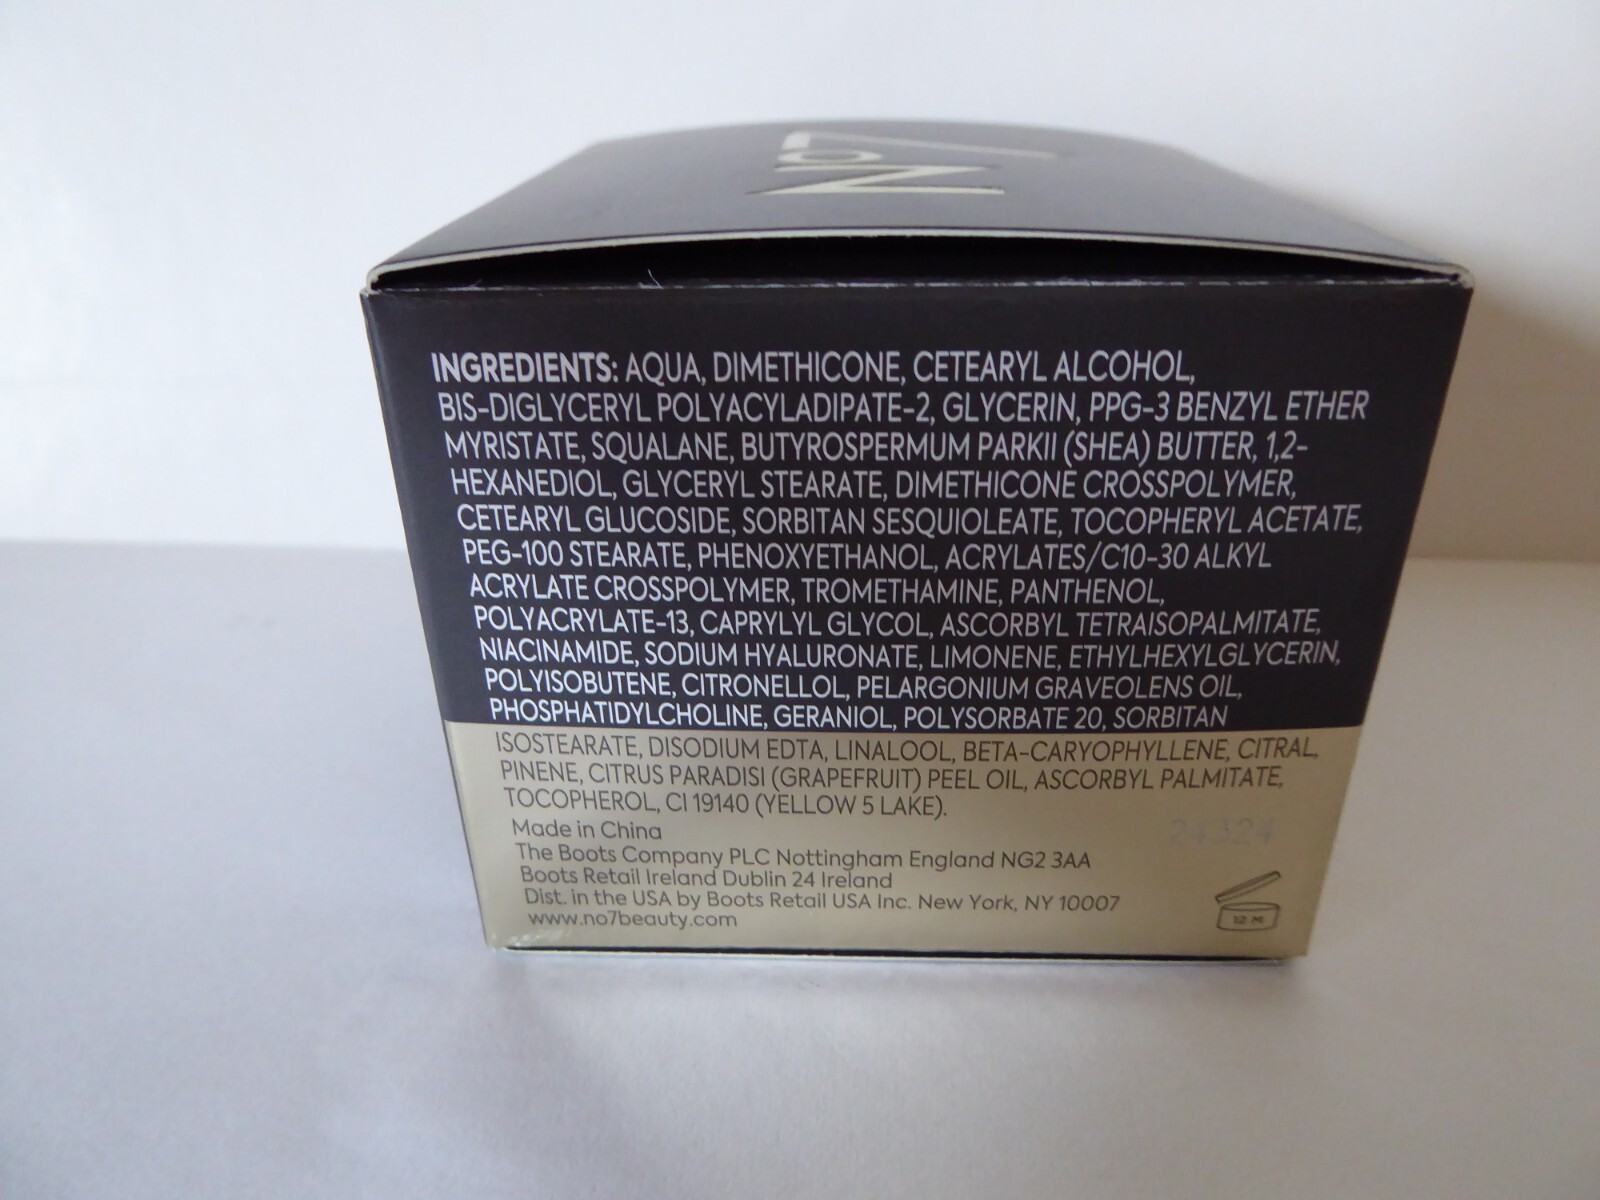 No7
INGREDIENTS: AQUA, DIMETHICONE, CETEARYL ALCOHOL,
BIS-DIGLYCERYL POLYACYLADIPATE-2, GLYCERIN, PPG-3 BENZYL ETHER
MYRISTATE, SQUALANE, BUTYROSPERMUM PARKII (SHEA) BUTTER, 1,2-
HEXANEDIOL, GLYCERYL STEARATE, DIMETHICONE CROSSPOLYMER,
CETEARYL GLUCOSIDE, SORBITAN SESQUIOLEATE, TOCOPHERYL ACETATE,
PEG-100 STEARATE, PHENOXYETHANOL, ACRYLATES/C10-30 ALKYL
ACRYLATE CROSSPOLYMER, TROMETHAMINE, PANTHENOL,
POLYACRYLATE-13, CAPRYLYL GLYCOL, ASCORBYL TETRAISOPALMITATE,
NIACINAMIDE, SODIUM HYALURONATE, LIMONENE, ETHYLHEXYLGLYCERIN,
POLYISOBUTENE, CITRONELLOL, PELARGONIUM GRAVEOLENS OIL,
PHOSPHATIDYLCHOLINE, GERANIOL, POLYSORBATE 20, SORBITAN
ISOSTEARATE, DISODIUM EDTA, LINALOOL, BETA-CARYOPHYLLENE, CITRAL,
PINENE, CITRUS PARADISI (GRAPEFRUIT) PEEL OIL, ASCORBYL PALMITATE,
TOCOPHEROL, CI 19140 (YELLOW 5 LAKE).
Made in China
24324
The Boots Company PLC Nottingham England NG2 3AA
Boots Retail Ireland Dublin 24 Ireland
Dist. in the USA by Boots Retail USA Inc. New York, NY 10007
www.no7beauty.com
12 M